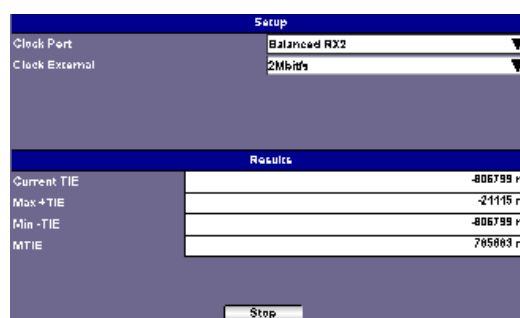 Setup
Clock Port Balanced RX2
Clock External 2Mbit/s
Results
Current TIE -806799 r
Max +TIE -21115 r
Min -TIE -806799 r
MTIE
Stop